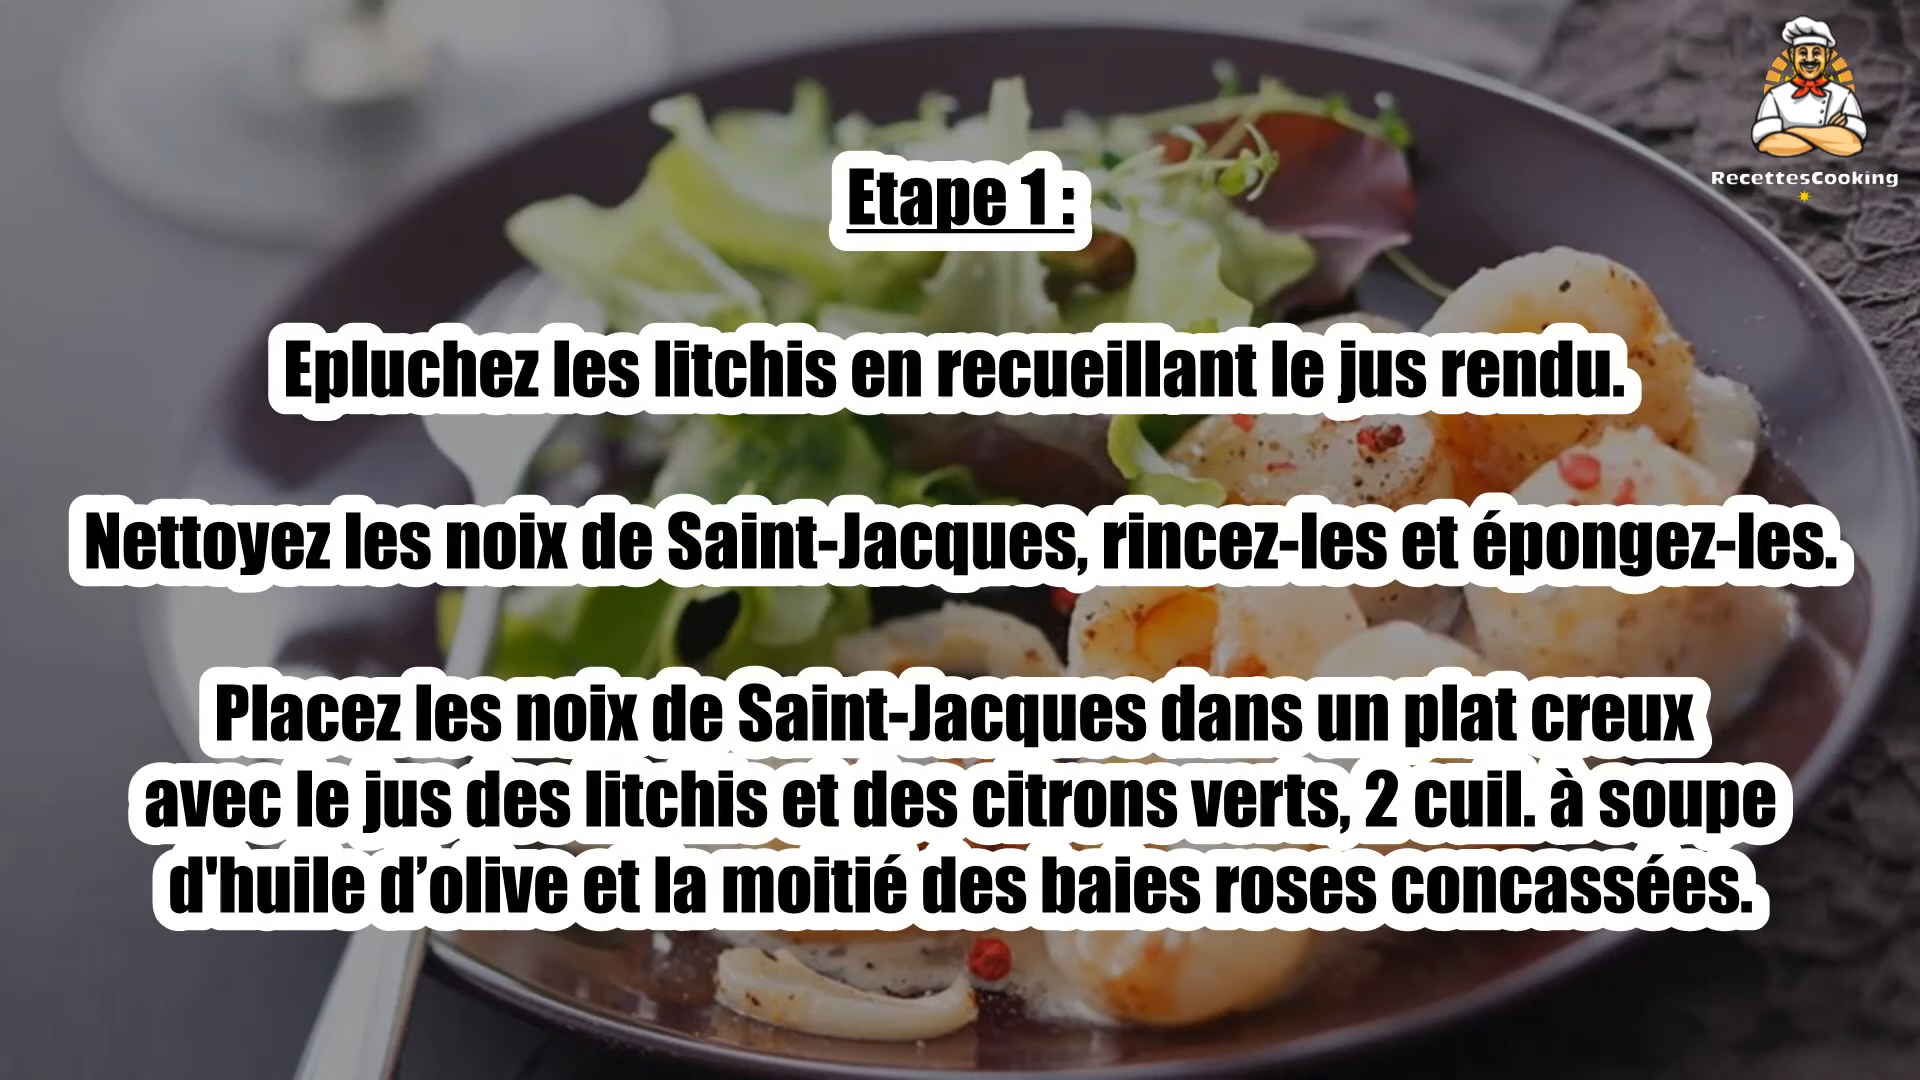 RecettesCooking
Etape 1 :
Epluchez les litchis en recueillant le jus rendu.
Nettoyez les noix de Saint-Jacques, rincez-les et épongez-les.
Placez les noix de Saint-Jacques dans un plat creux
avec le jus des litchis et des citrons verts, 2 cuil. à soupe
d'huile d’olive et la moitié des baies roses concassées.